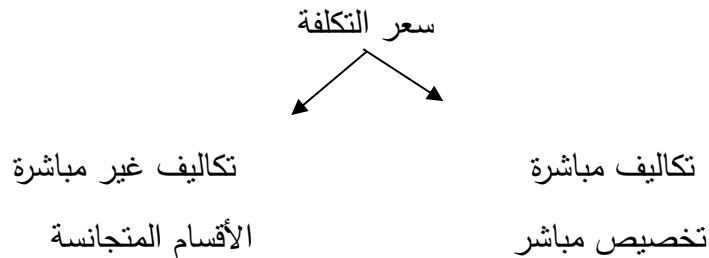 سعر التكلفة
تكاليف مباشرة
تكاليف غير مباشرة
تخصيص مباشر
الأقسام المتجانسة